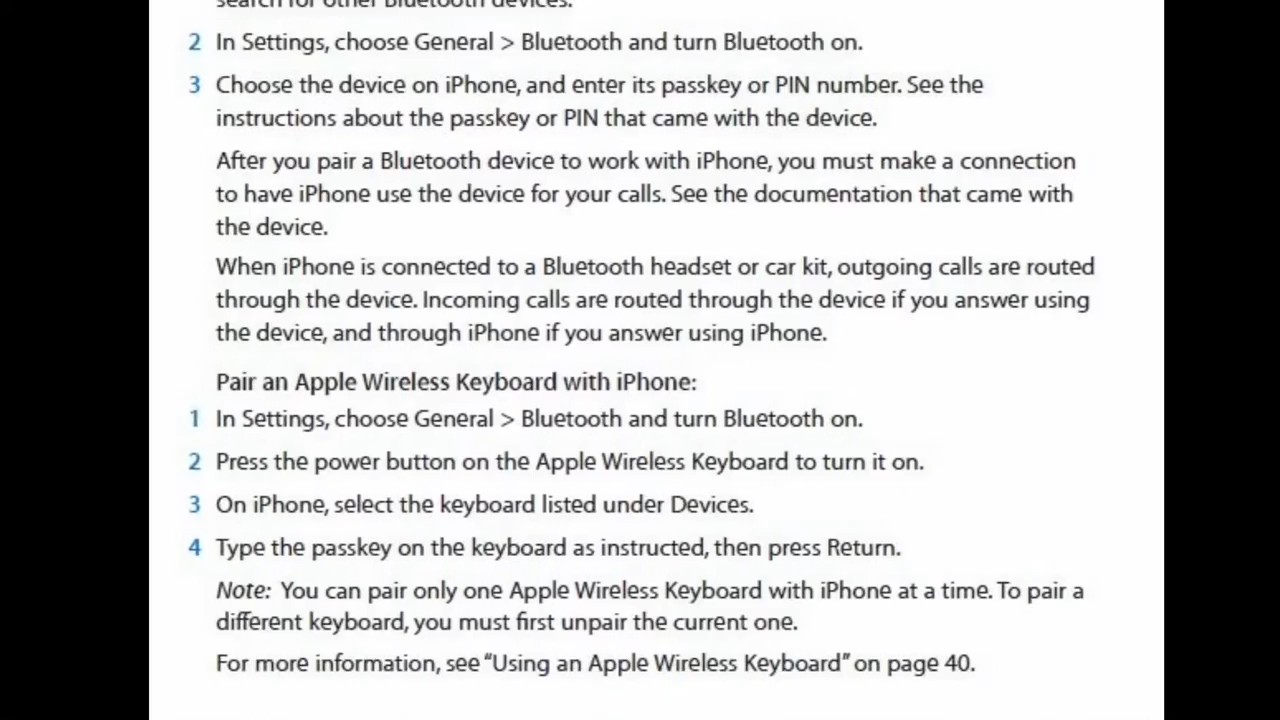 search for other Bluetooth devices.
2 In Settings, choose General > Bluetooth and turn Bluetooth on.
3 Choose the device on iPhone, and enter its passkey or PIN number. See the
instructions about the passkey or PIN that came with the device.
After you pair a Bluetooth device to work with iPhone, you must make a connection
to have iPhone use the device for your calls. See the documentation that came with
the device.
When iPhone is connected to a Bluetooth headset or car kit, outgoing calls are routed
through the device. Incoming calls are routed through the device if you answer using
the device, and through iPhone if you answer using iPhone.
Pair an Apple Wireless Keyboard with iPhone:
1 In Settings, choose General > Bluetooth and turn Bluetooth on.
2 Press the power button on the Apple Wireless Keyboard to turn it on.
3 On iPhone, select the keyboard listed under Devices.
4 Type the passkey on the keyboard as instructed, then press Return.
Note: You can pair only one Apple Wireless Keyboard with iPhone at a time. To pair a
different keyboard, you must first unpair the current one.
For more information, see “Using an Apple Wireless Keyboard” on page 40.